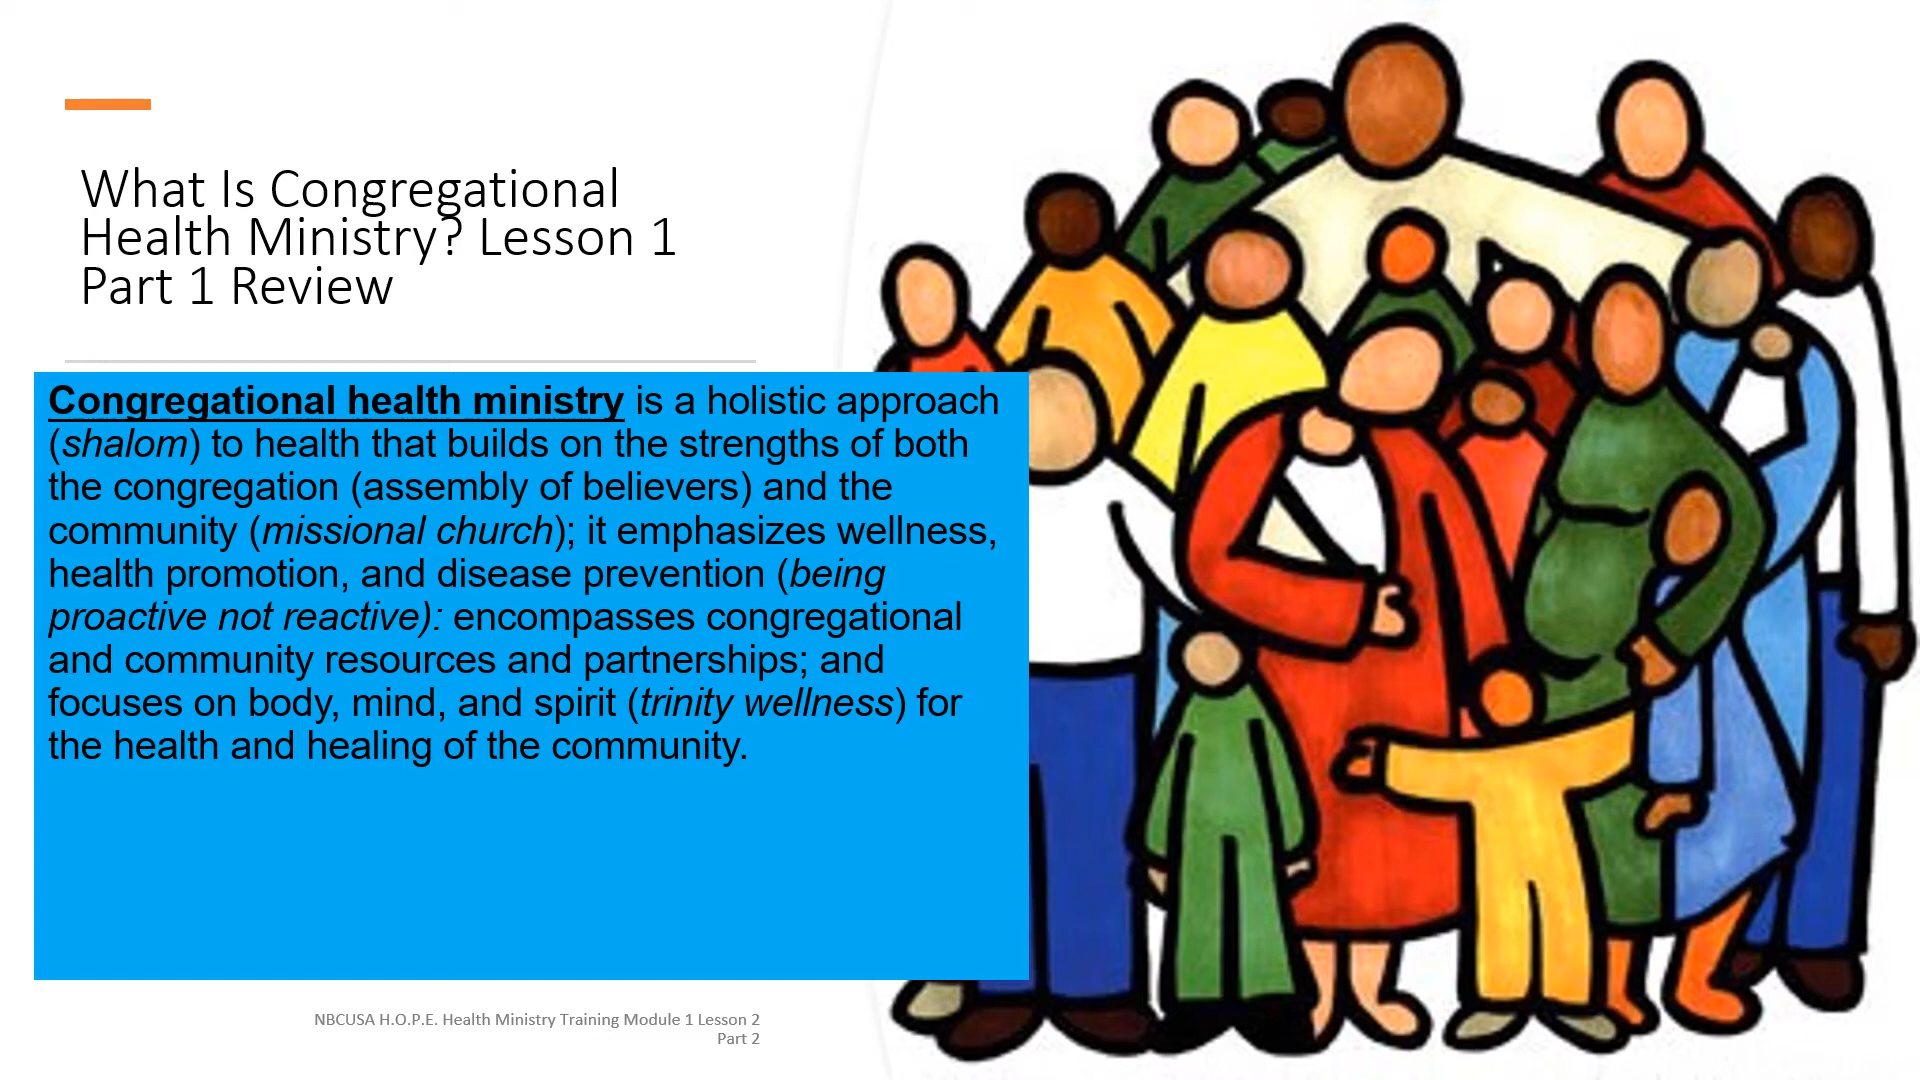 What Is Congregational
Health Ministry? Lesson 1
Part 1 Review
Congregational health ministry is a holistic approach
(shalom) to health that builds on the strengths of both
the congregation (assembly of believers) and the
community (missional church); it emphasizes wellness,
health promotion, and disease prevention (being
proactive not reactive): encompasses congregational
and community resources and partnerships; and
focuses on body, mind, and spirit (trinity wellness) for
the health and healing of the community.
NBCUSA H.O.P.E. Health Ministry Training Module 1 Lesson 2
Part 2